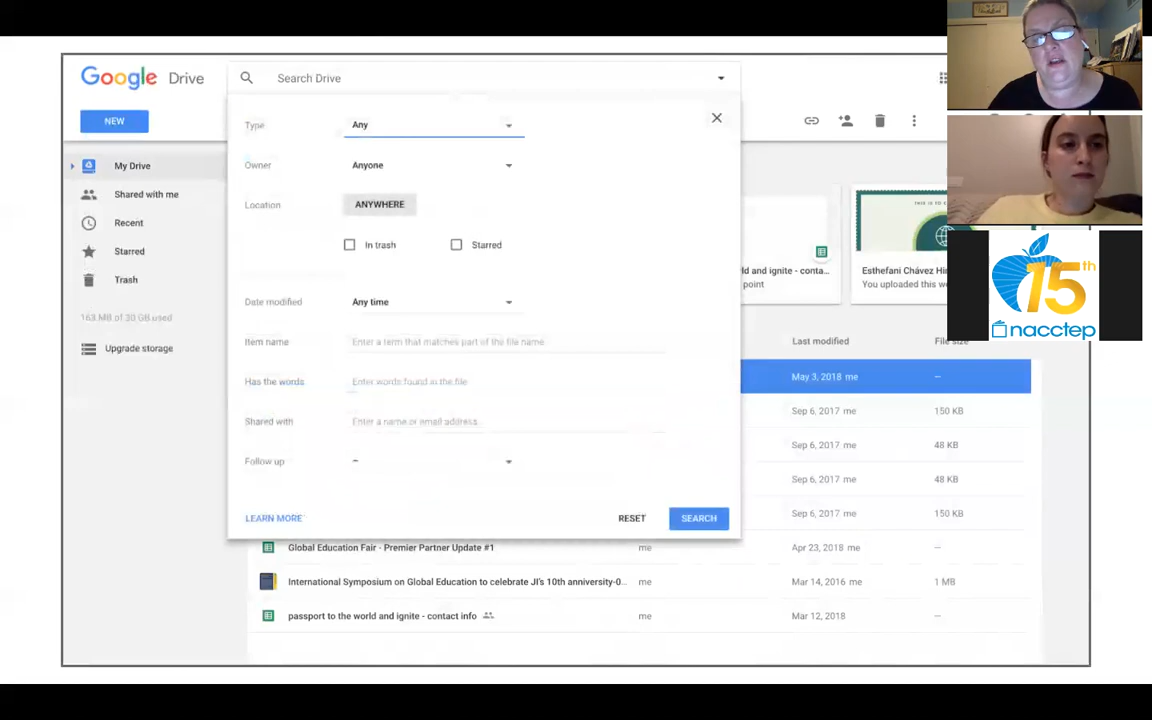 Google Drive
Search Drive
NEW
Type
Any
Owner
Anyone
Location
ANYWHERE
In trash
Starred
Date modified
Any time
Item name
Enter a term that matches part of the file name
Has the words
Enter words found in the file
Shared with
Enter a name or email address...
Follow up
–
LEARN MORE
RESET
SEARCH
My Drive
Shared with me
Recent
Starred
Trash
163 MB of 30 GB used
Upgrade storage
ld and ignite - conta...
point
THIS IS TO
Esthefani Chávez Hi
You uploaded this w
Last modified
File size
May 3, 2018 me
--
Sep 6, 2017 me
150 KB
Sep 6, 2017 me
48 KB
Sep 6, 2017 me
48 KB
Sep 6, 2017 me
150 KB
Global Education Fair - Premier Partner Update #1
me
Apr 23, 2018 me
--
International Symposium on Global Education to celebrate JI's 10th anniversary-0...
me
Mar 14, 2016 me
1 MB
passport to the world and ignite - contact info
me
Mar 12, 2018
--
15th
nacctep